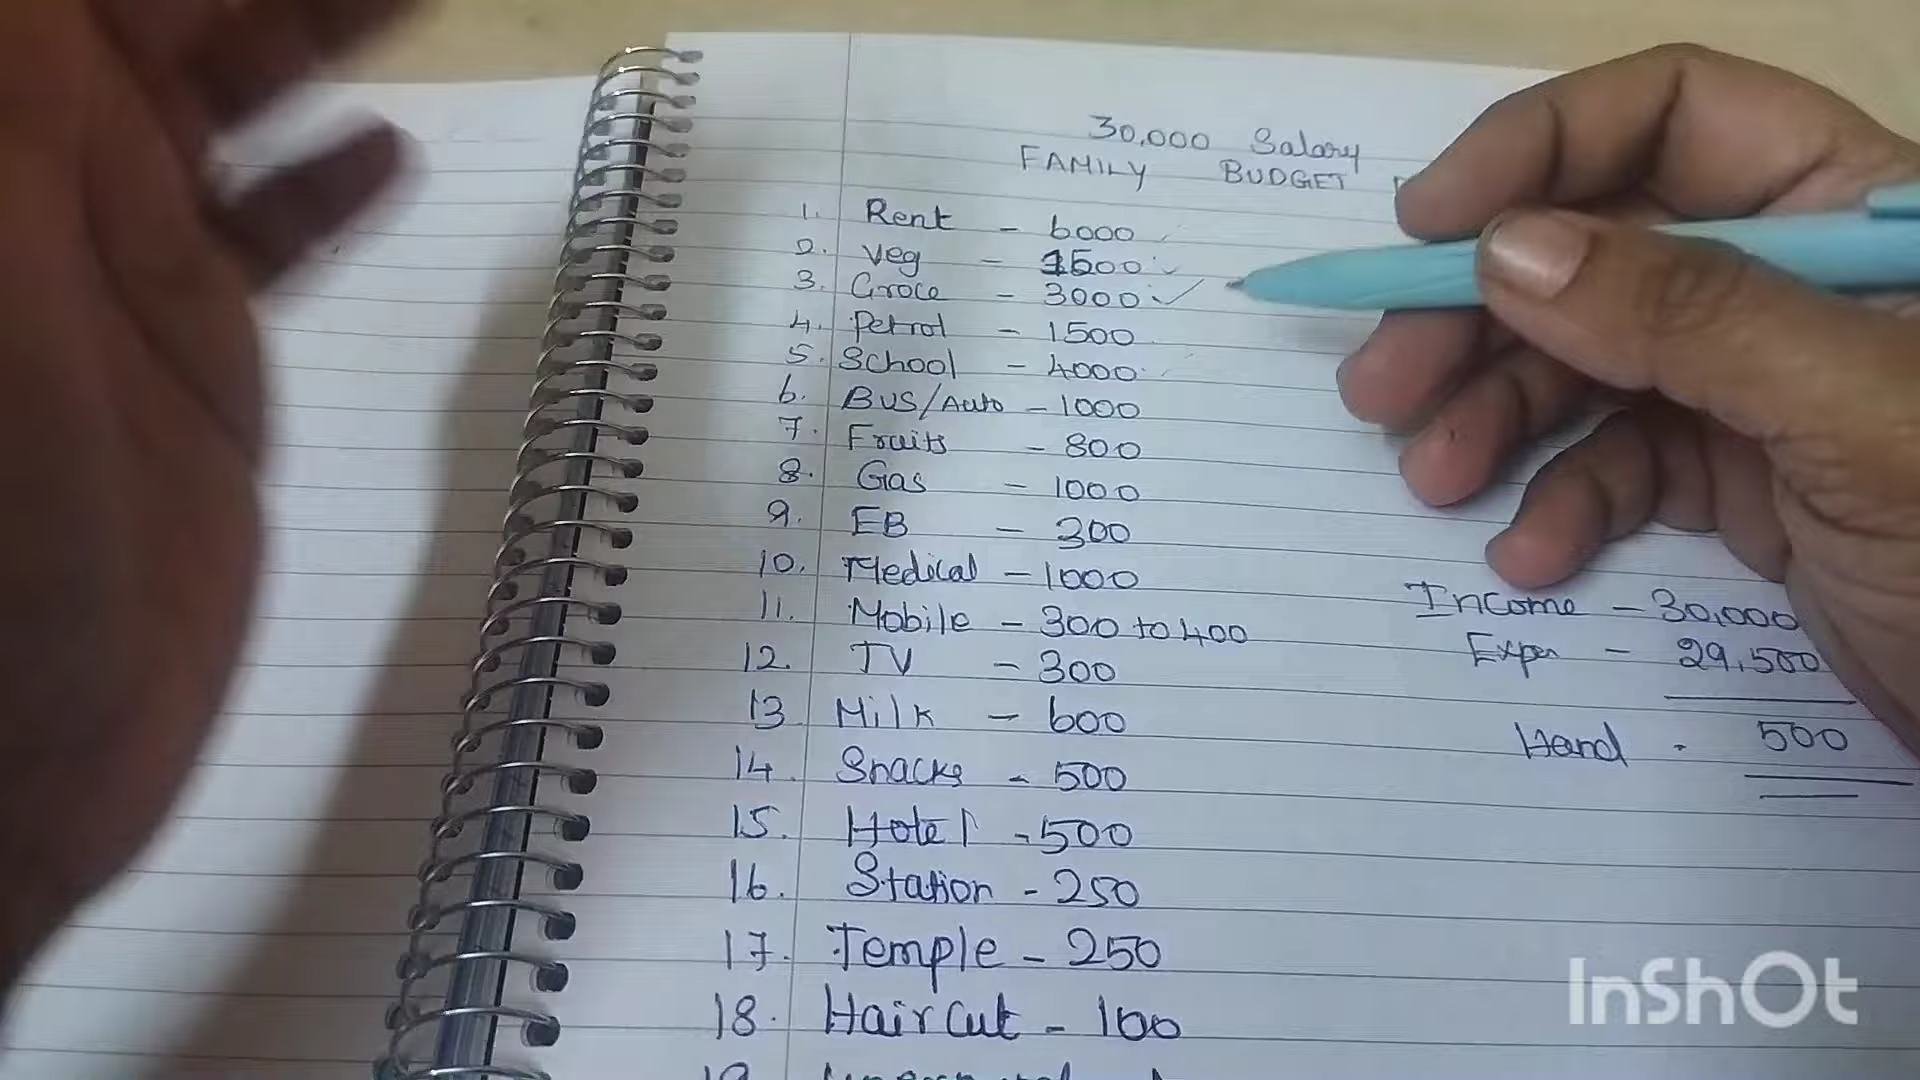 30,000 Salary
FAMILY BUDGET
1. Rent - 6000
2. Veg - 1500 ✓
3. Groce - 3000 ✓
4. Petrol - 1500
5. School - 4000
6. Bus/Auto - 1000
7. Fruits - 800
8. Gas - 1000
9. EB - 300
10. Medical - 1000
11. Mobile - 300 to 400
12. TV - 300
13 Milk - 600
14. Snacks - 500
15. Hotel - 500
16. Station - 250
17. Temple - 250
18. Haircut - 100
19
Income - 30,000
Expen - 29,500
Hand - 500
InShOt